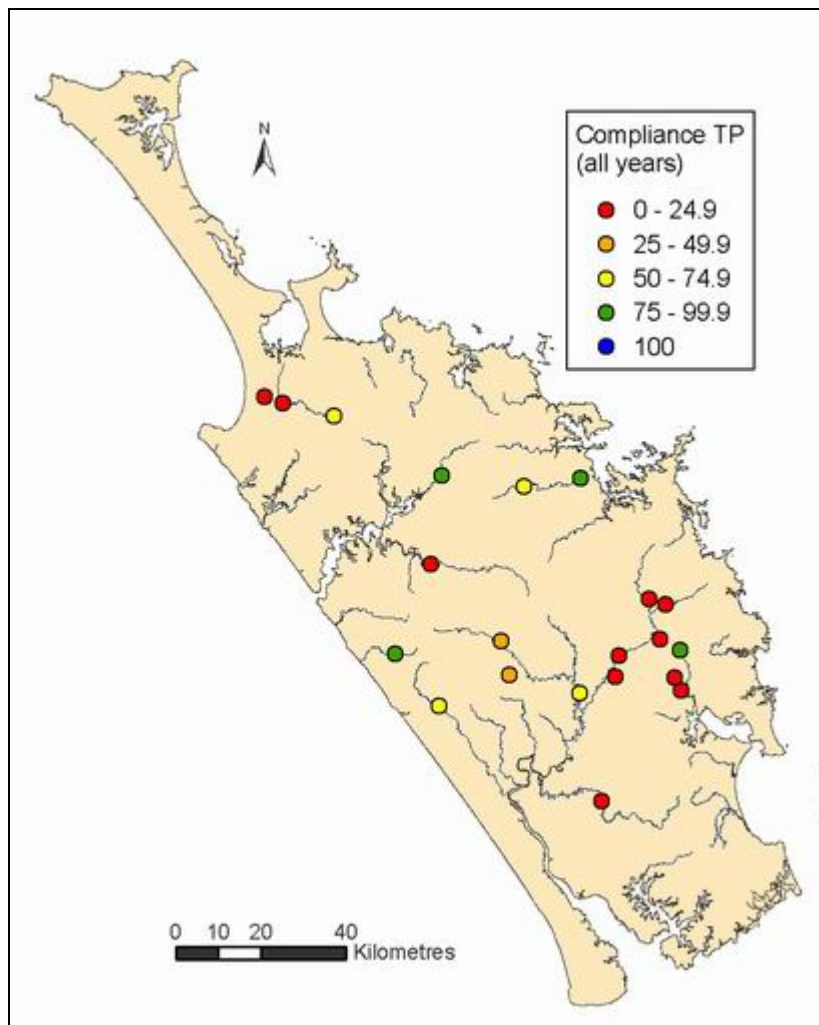 N
Compliance TP
(all years)
0 - 24.9
25 - 49.9
50 - 74.9
75 - 99.9
100
0 10 20 40
Kilometres